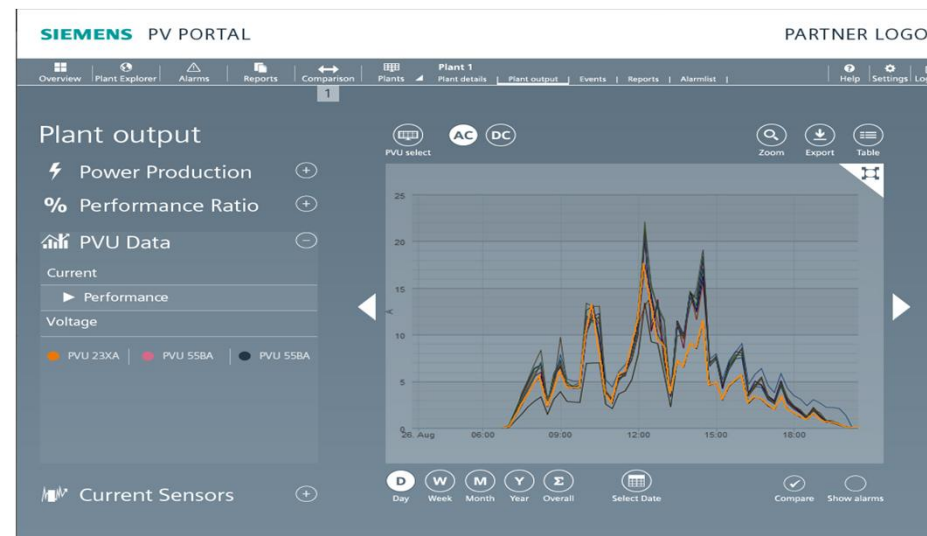 SIEMENS PV PORTAL
PARTNER LOGO
Overview Plant Explorer Alarms Reports Comparison Plants
Plant 1
Plant details | Plant output | Events | Reports | Alarmlist |
Help Settings
1
Plant output
PVU select
AC DC
Zoom Export Table
Power Production
% Performance Ratio
PVU Data
Current
Performance
Voltage
PVU 23XA PVU 55BA PVU 55BA
Current Sensors
25
20
15
A
10
5
0
26. Aug 06:00 09:00 12:00 15:00 18:00
D W M Y Σ
Day Week Month Year Overall Select Date
Compare Show alarms